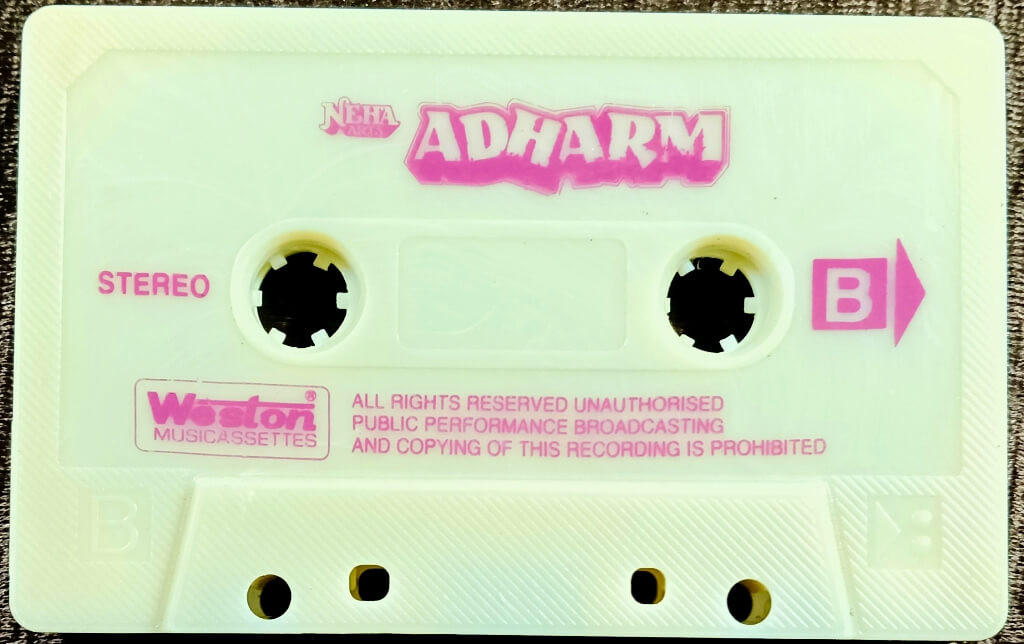 NEHA
ARTS
ADHARM
STEREO
B
Weston®
MUSICASSETTES
ALL RIGHTS RESERVED UNAUTHORISED
PUBLIC PERFORMANCE BROADCASTING
AND COPYING OF THIS RECORDING IS PROHIBITED
B